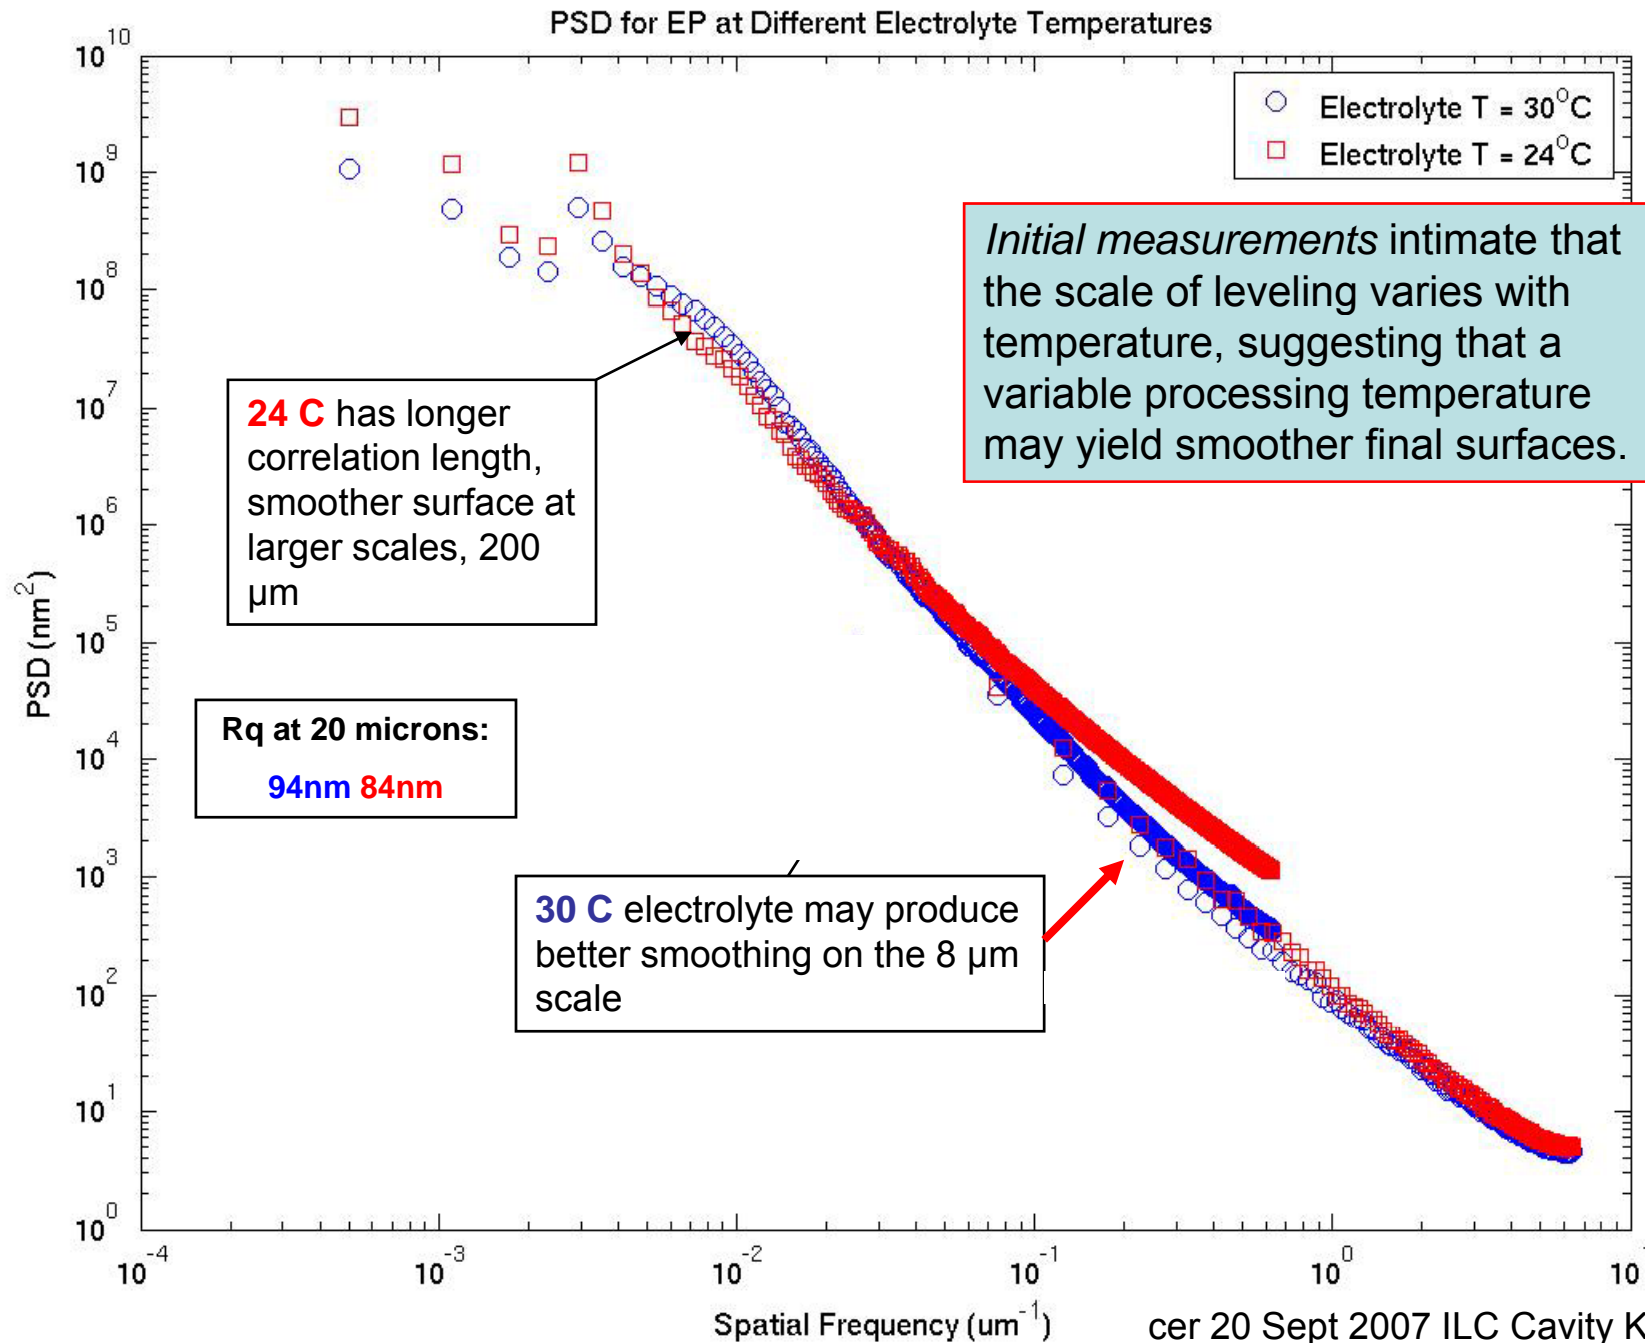 PSD for EP at Different Electrolyte Temperatures
Electrolyte T = 30⁰C
Electrolyte T = 24⁰C
Initial measurements intimate that
the scale of leveling varies with
temperature, suggesting that a
variable processing temperature
may yield smoother final surfaces.
24 C has longer
correlation length,
smoother surface at
larger scales, 200
µm
Rq at 20 microns:
94nm 84nm
30 C electrolyte may produce
better smoothing on the 8 µm
scale
PSD (nm²)
10¹⁰
10⁹
10⁸
10⁷
10⁶
10⁵
10⁴
10³
10²
10¹
10⁰
10⁻⁴ 10⁻³ 10⁻² 10⁻¹ 10⁰ 10¹
Spatial Frequency (um⁻¹)
cer 20 Sept 2007 ILC Cavity K